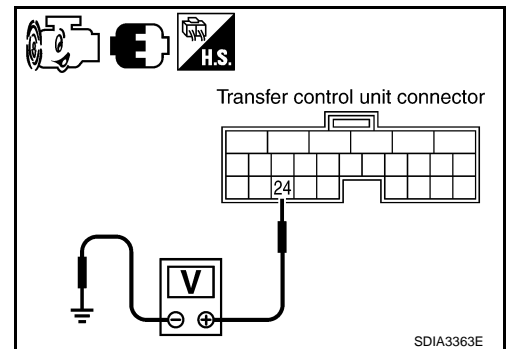 H.S.
Transfer control unit connector
24
V
− +
SDIA3363E